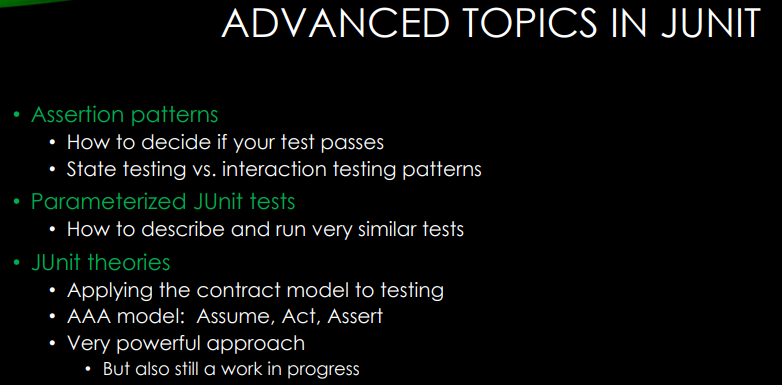 ADVANCED TOPICS IN JUNIT
• Assertion patterns
• How to decide if your test passes
• State testing vs. interaction testing patterns
• Parameterized JUnit tests
• How to describe and run very similar tests
• JUnit theories
• Applying the contract model to testing
• AAA model: Assume, Act, Assert
• Very powerful approach
• But also still a work in progress